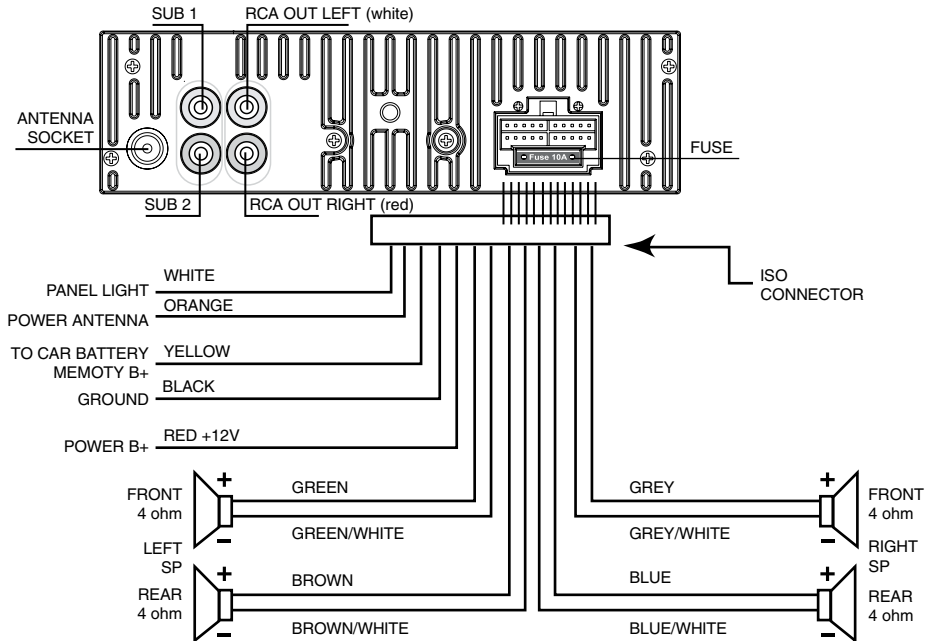 SUB 1
RCA OUT LEFT (white)
ANTENNA
SOCKET
Fuse 10A
FUSE
SUB 2
RCA OUT RIGHT (red)
ISO
CONNECTOR
PANEL LIGHT
WHITE
POWER ANTENNA
ORANGE
TO CAR BATTERY
MEMOTY B+
YELLOW
GROUND
BLACK
POWER B+
RED +12V
FRONT
4 ohm
+
-
GREEN
GREEN/WHITE
GREY
GREY/WHITE
+
-
FRONT
4 ohm
LEFT
SP
RIGHT
SP
REAR
4 ohm
+
-
BROWN
BROWN/WHITE
BLUE
BLUE/WHITE
+
-
REAR
4 ohm